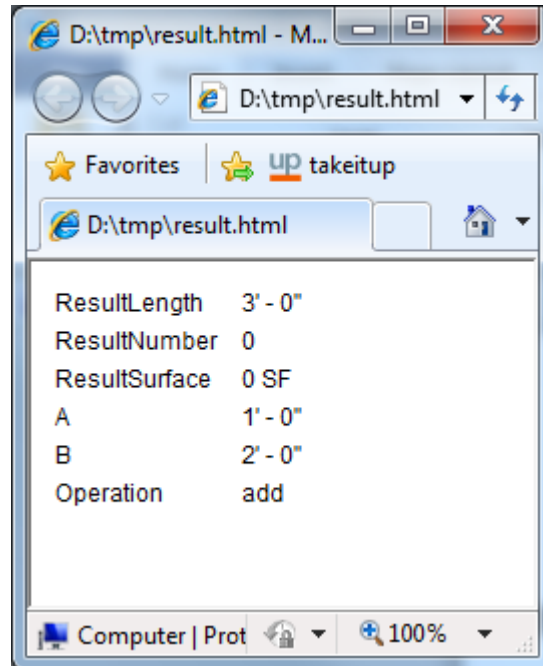 D:\tmp\result.html - M...
D:\tmp\result.html
Favorites up takeitup
D:\tmp\result.html
ResultLength 3' - 0"
ResultNumber 0
ResultSurface 0 SF
A 1' - 0"
B 2' - 0"
Operation add
Computer | Prot 100%